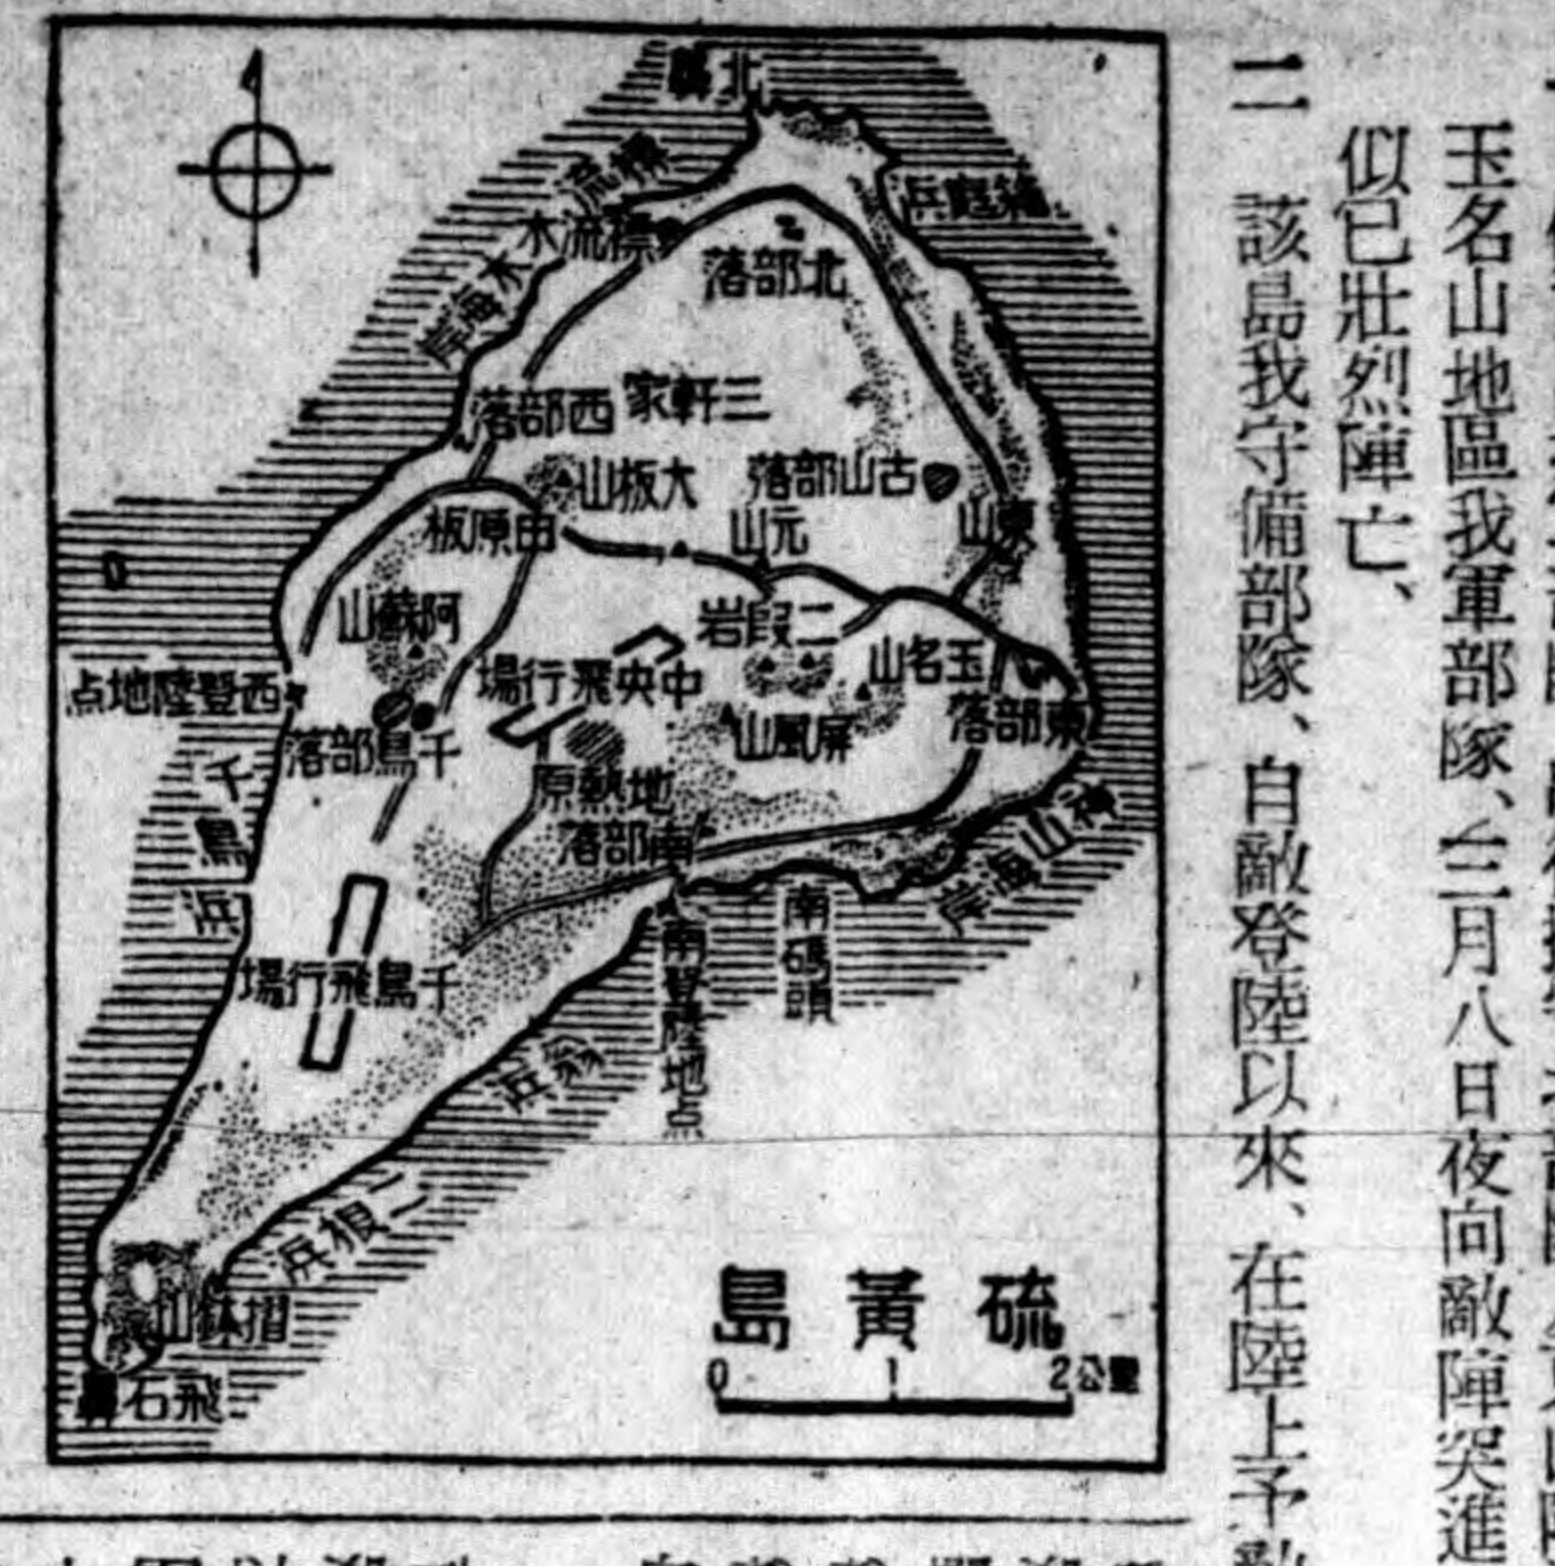 玉名山地區我軍部隊、三月八日夜向敵陣突進
似已壯烈陣亡、
二 該島我守備部隊、自敵登陸以來、在陸上予敵
北鼻
漂流木
漂流木海岸
北部落
三軒家
西部落
大板山
古山部落
東山
元山
田原板
阿蘇山
二段岩
玉名山
中央飛行場
西登陸地点
千鳥部落
屏風山
東部落
地熱原
南部落
千鳥浜
神山海岸
南碼頭
南登陸地点
千鳥飛行場
翁浜
二根浜
摺鉢山
飛石鼻
硫黃島
0 1 2公里